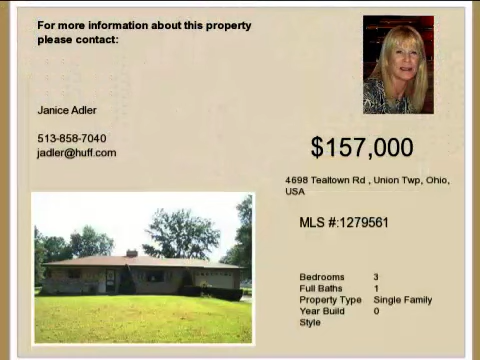 For more information about this property
please contact:
Janice Adler
513-858-7040
jadler@huff.com
$157,000
4698 Tealtown Rd , Union Twp, Ohio,
USA
MLS #:1279561
Bedrooms 3
Full Baths 1
Property Type Single Family
Year Build 0
Style